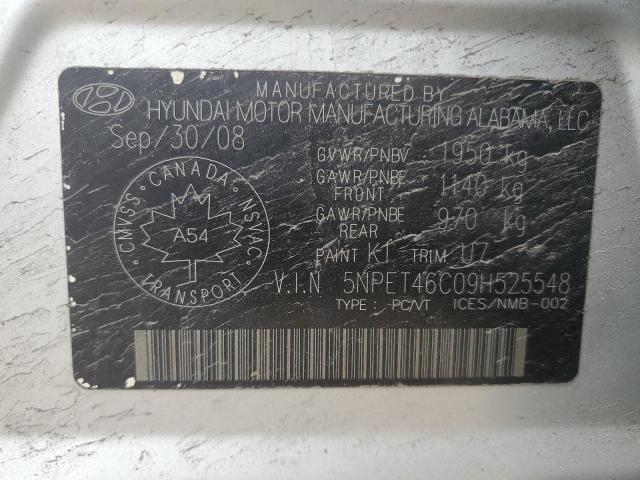 MANUFACTURED BY
HYUNDAI MOTOR MANUFACTURING ALABAMA, LLC
Sep/30/08
GVWR/PNBV : 1950 kg
GAWR/PNBE FRONT : 1140 kg
GAWR/PNBE REAR : 970 kg
PAINT K1 TRIM U7
CANADA
CMVSS · NSVAC
A54
TRANSPORT
V.I.N 5NPET46C09H525548
TYPE : -PC/VT ICES/NMB-002